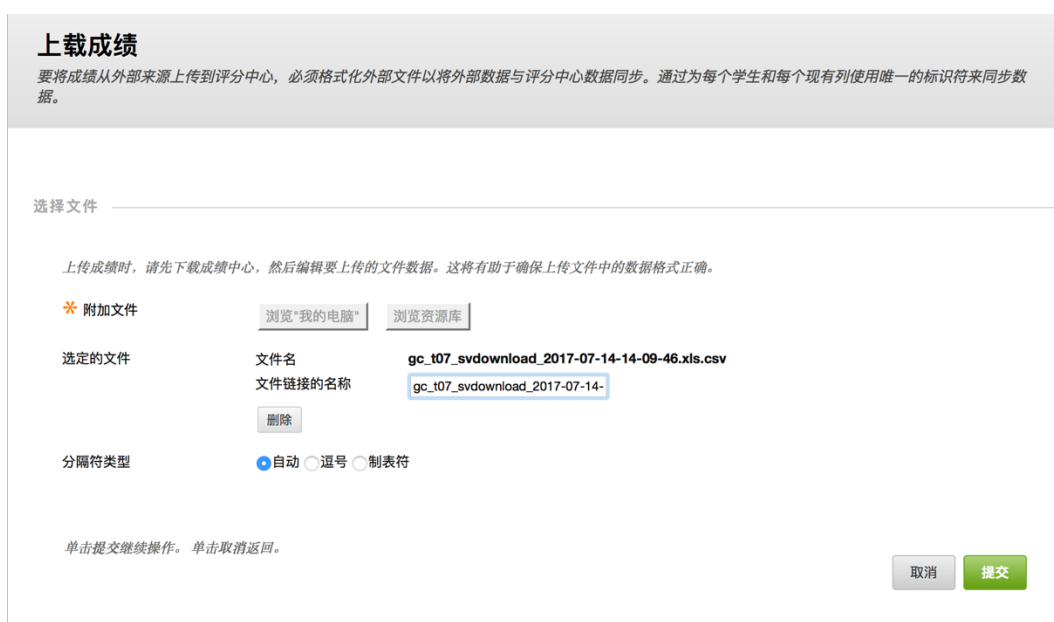 上载成绩
要将成绩从外部来源上传到评分中心，必须格式化外部文件以将外部数据与评分中心数据同步。通过为每个学生和每个现有列使用唯一的标识符来同步数
据。
选择文件
上传成绩时，请先下载成绩中心，然后编辑要上传的文件数据。这将有助于确保上传文件中的数据格式正确。
* 附加文件 浏览"我的电脑" 浏览资源库
选定的文件 文件名 gc_t07_svdownload_2017-07-14-14-09-46.xls.csv
文件链接的名称 gc_t07_svdownload_2017-07-14-
删除
分隔符类型 自动 逗号 制表符
单击提交继续操作。 单击取消返回。
取消 提交